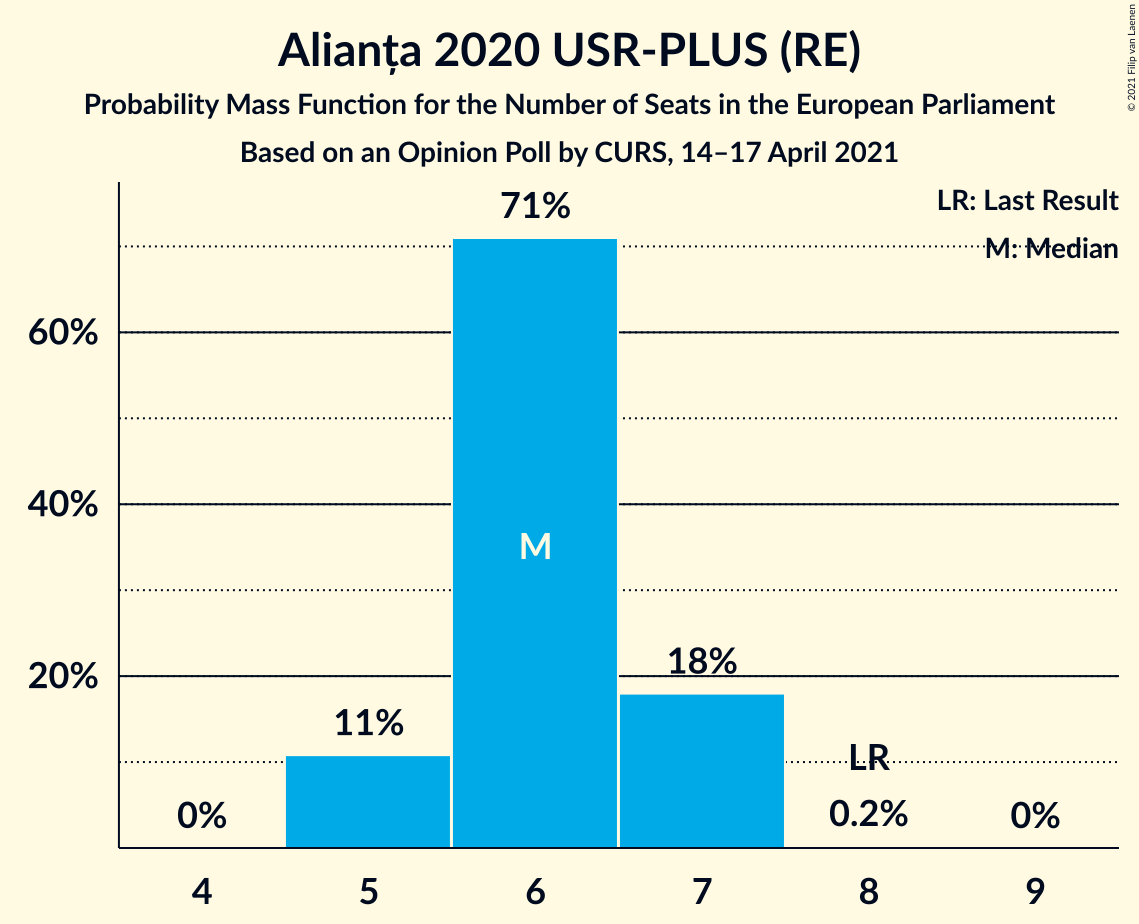 Alianța 2020 USR-PLUS (RE)
Probability Mass Function for the Number of Seats in the European Parliament
Based on an Opinion Poll by CURS, 14–17 April 2021
© 2021 Filip van Laenen
LR: Last Result
M: Median
71%
60%
40%
M
20%
18%
11%
LR
0%
0.2%
0%
4
5
6
7
8
9